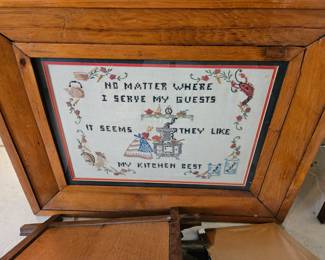 NO MATTER WHERE
I SERVE MY GUESTS
IT SEEMS THEY LIKE
MY KITCHEN BEST